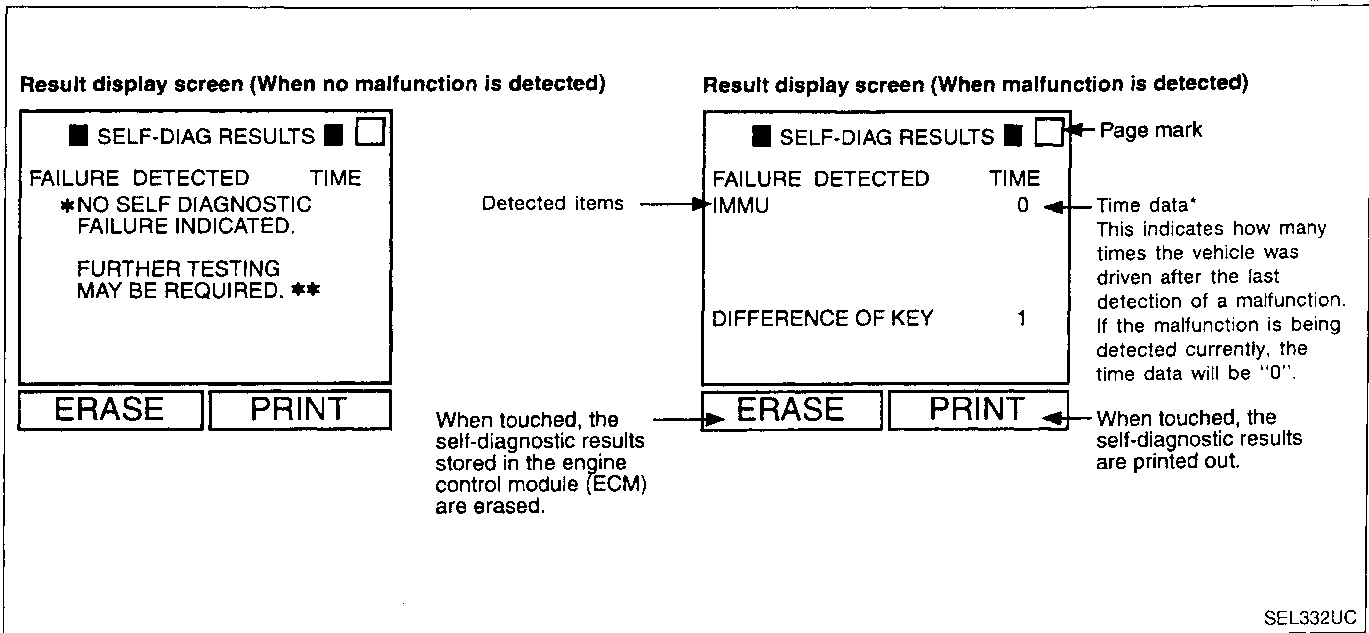 Result display screen (When no malfunction is detected)
■ SELF-DIAG RESULTS ■
FAILURE DETECTED TIME
*NO SELF DIAGNOSTIC
FAILURE INDICATED.
FURTHER TESTING
MAY BE REQUIRED. **
ERASE PRINT
Result display screen (When malfunction is detected)
■ SELF-DIAG RESULTS ■
Page mark
FAILURE DETECTED TIME
Detected items
IMMU 0
DIFFERENCE OF KEY 1
Time data*
This indicates how many
times the vehicle was
driven after the last
detection of a malfunction.
If the malfunction is being
detected currently, the
time data will be "0".
ERASE PRINT
When touched, the
self-diagnostic results
stored in the engine
control module (ECM)
are erased.
When touched, the
self-diagnostic results
are printed out.
SEL332UC